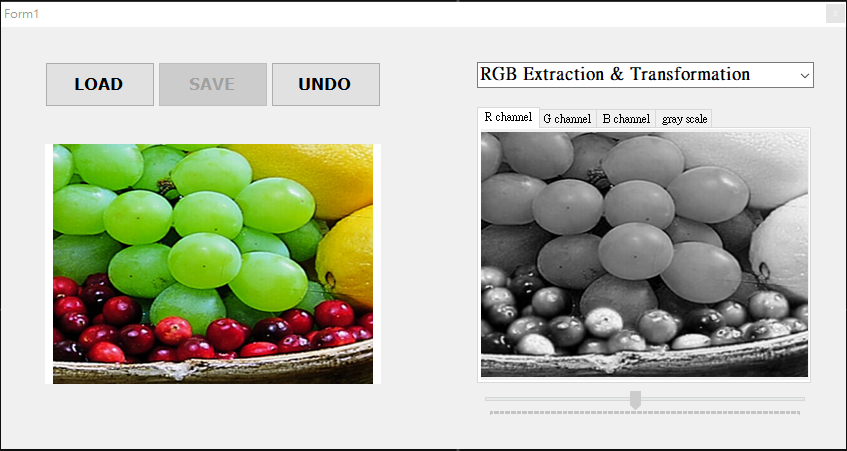 Form1
LOAD
SAVE
UNDO
RGB Extraction & Transformation
R channel
G channel
B channel
gray scale